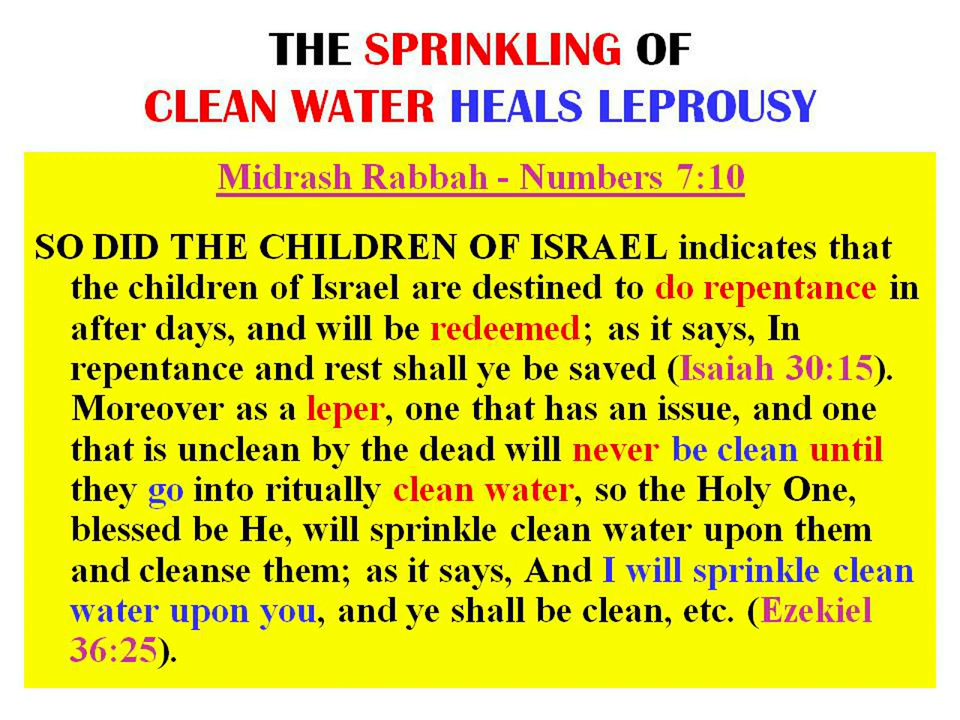 THE SPRINKLING OF
CLEAN WATER HEALS LEPROUSY
Midrash Rabbah - Numbers 7:10
SO DID THE CHILDREN OF ISRAEL indicates that
the children of Israel are destined to do repentance in
after days, and will be redeemed; as it says, In
repentance and rest shall ye be saved (Isaiah 30:15).
Moreover as a leper, one that has an issue, and one
that is unclean by the dead will never be clean until
they go into ritually clean water, so the Holy One,
blessed be He, will sprinkle clean water upon them
and cleanse them; as it says, And I will sprinkle clean
water upon you, and ye shall be clean, etc. (Ezekiel
36:25).